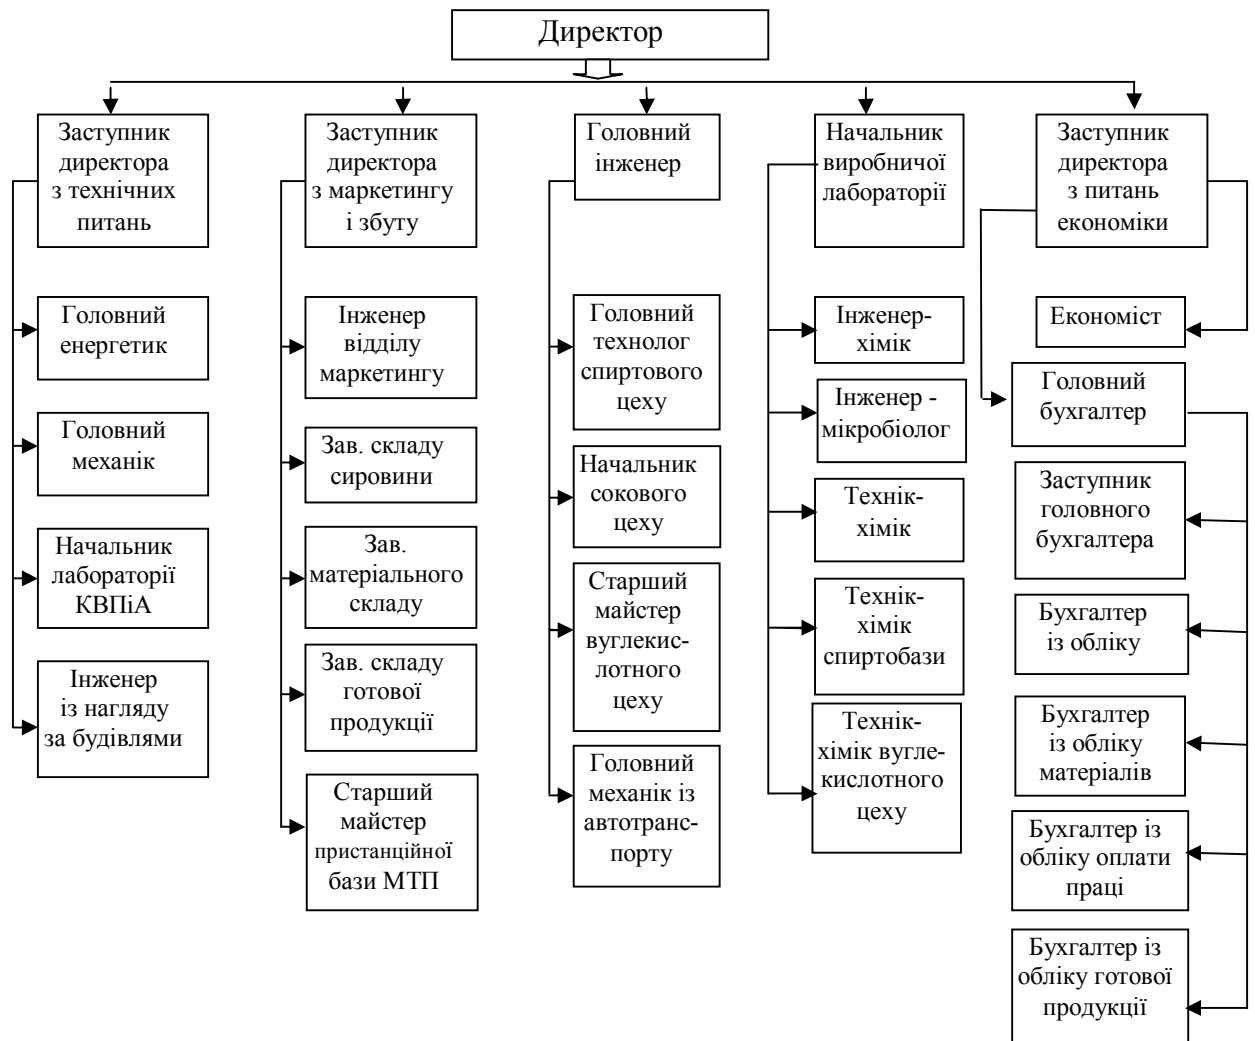 Директор
Заступник
директора
з технічних
питань
Головний
енергетик
Головний
механік
Начальник
лабораторії
КВПіА
Інженер
із нагляду
за будівлями
Заступник
директора
з маркетингу
і збуту
Інженер
відділу
маркетингу
Зав. складу
сировини
Зав.
матеріального
складу
Зав. складу
готової
продукції
Старший
майстер
пристанційної
бази МТП
Головний
інженер
Головний
технолог
спиртового
цеху
Начальник
сокового
цеху
Старший
майстер
вуглекис-
лотного
цеху
Головний
механік із
автотранс-
порту
Начальник
виробничої
лабораторії
Інженер-
хімік
Інженер -
мікробіолог
Технік-
хімік
Технік-
хімік
спиртобази
Технік-
хімік вугле-
кислотного
цеху
Заступник
директора
з питань
економіки
Економіст
Головний
бухгалтер
Заступник
головного
бухгалтера
Бухгалтер
із обліку
Бухгалтер
із обліку
матеріалів
Бухгалтер із
обліку оплати
праці
Бухгалтер із
обліку готової
продукції